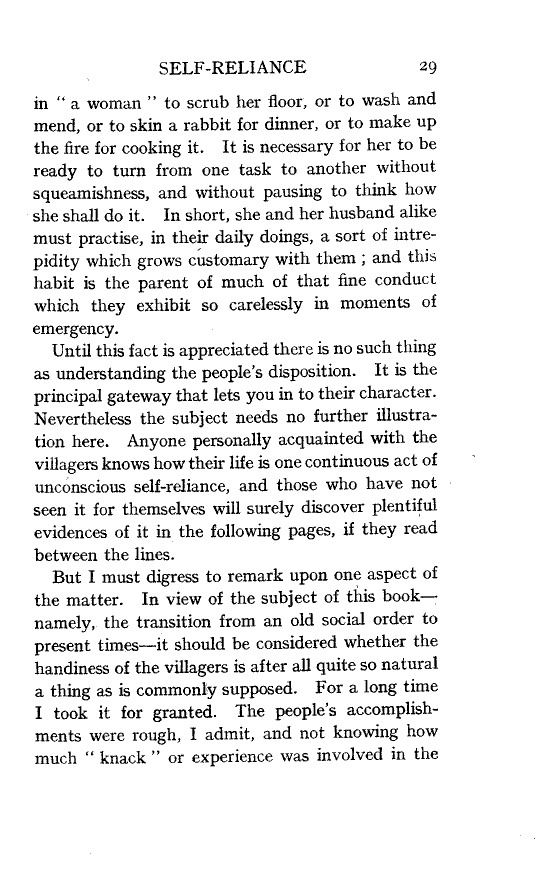 SELF-RELIANCE 29
in " a woman " to scrub her floor, or to wash and
mend, or to skin a rabbit for dinner, or to make up
the fire for cooking it. It is necessary for her to be
ready to turn from one task to another without
squeamishness, and without pausing to think how
she shall do it. In short, she and her husband alike
must practise, in their daily doings, a sort of intre-
pidity which grows customary with them ; and this
habit is the parent of much of that fine conduct
which they exhibit so carelessly in moments of
emergency.
Until this fact is appreciated there is no such thing
as understanding the people's disposition. It is the
principal gateway that lets you in to their character.
Nevertheless the subject needs no further illustra-
tion here. Anyone personally acquainted with the
villagers knows how their life is one continuous act of
unconscious self-reliance, and those who have not
seen it for themselves will surely discover plentiful
evidences of it in the following pages, if they read
between the lines.
But I must digress to remark upon one aspect of
the matter. In view of the subject of this book—
namely, the transition from an old social order to
present times—it should be considered whether the
handiness of the villagers is after all quite so natural
a thing as is commonly supposed. For a long time
I took it for granted. The people's accomplish-
ments were rough, I admit, and not knowing how
much " knack " or experience was involved in the